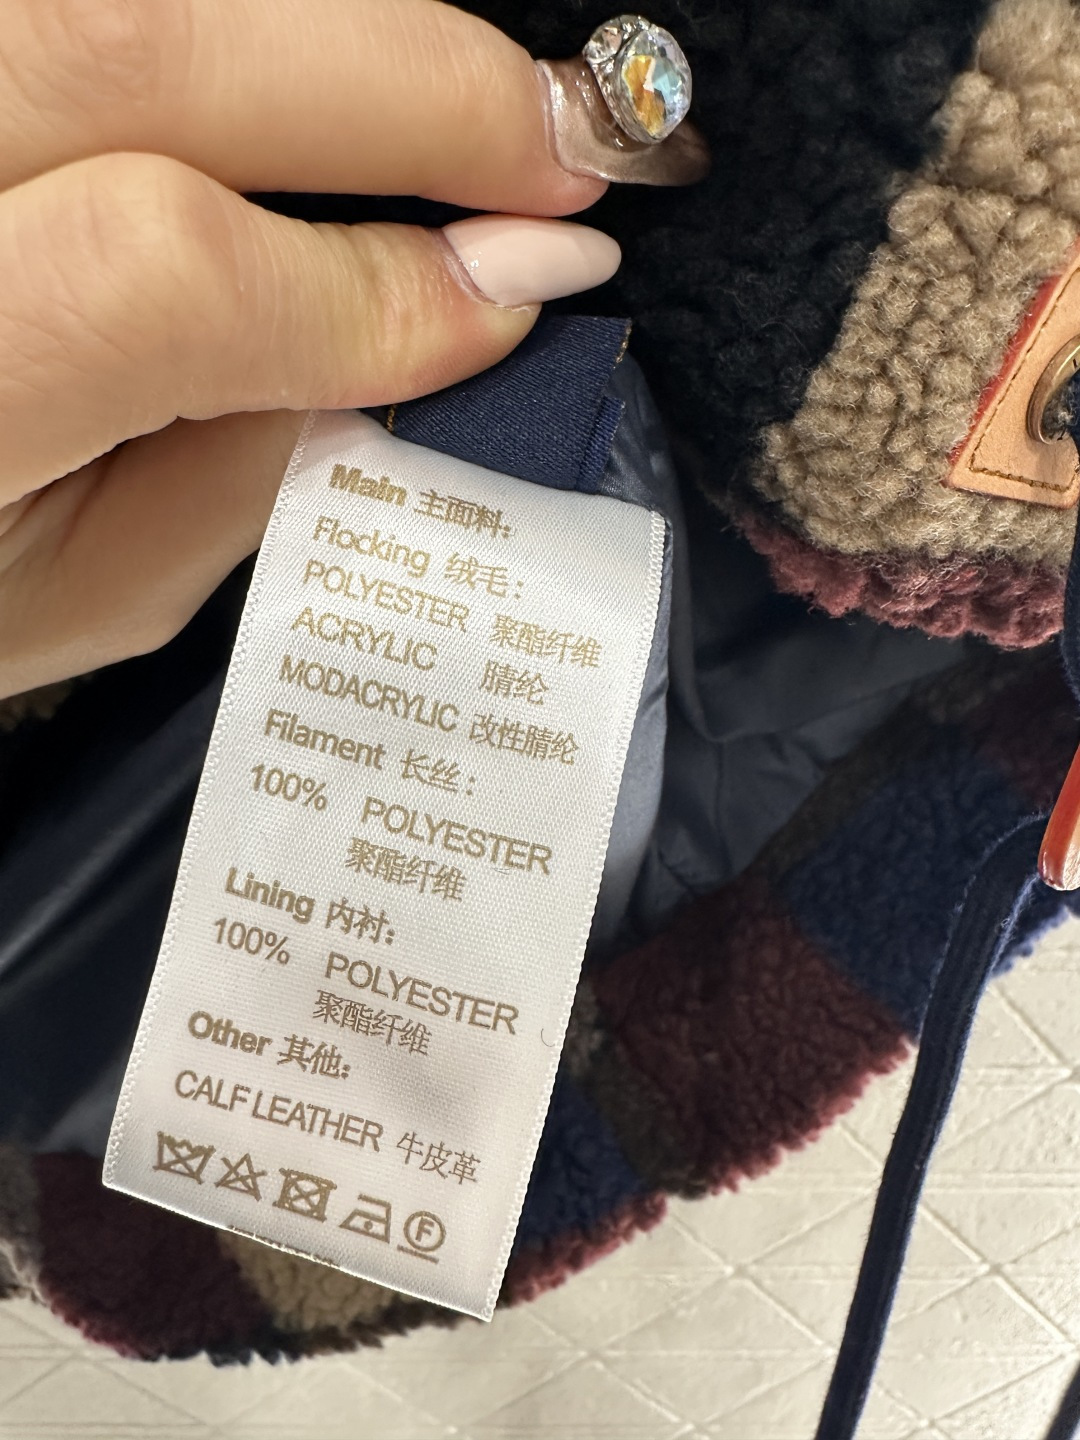 Main 主面料:
Flocking 绒毛:
POLYESTER 聚酯纤维
ACRYLIC 腈纶
MODACRYLIC 改性腈纶
Filament 长丝:
100% POLYESTER
聚酯纤维
Lining 内衬:
100% POLYESTER
聚酯纤维
Other 其他:
CALF LEATHER 牛皮革
F